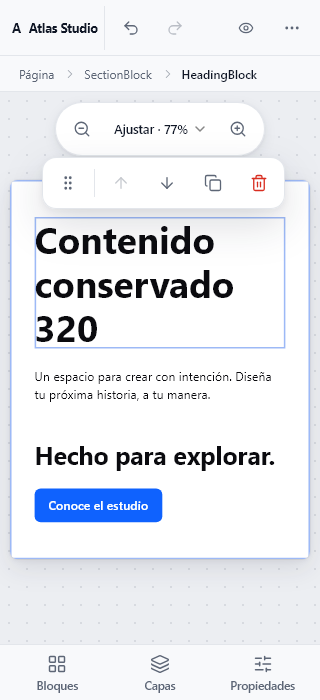 A Atlas Studio
Página SectionBlock HeadingBlock
Ajustar · 77%
Contenido
conservado
320
Un espacio para crear con intención. Diseña
tu próxima historia, a tu manera.
Hecho para explorar.
Conoce el estudio
Bloques Capas Propiedades